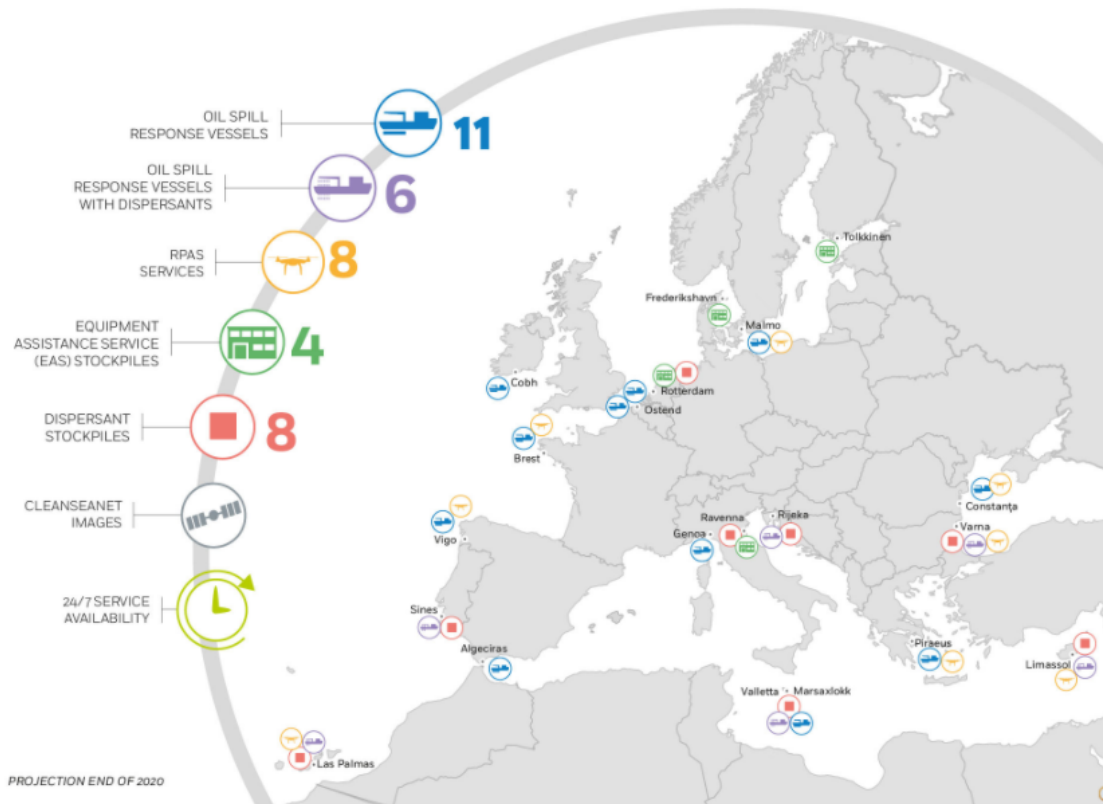 OIL SPILL
RESPONSE VESSELS
11
OIL SPILL
RESPONSE VESSELS
WITH DISPERSANTS
6
RPAS
SERVICES
8
EQUIPMENT
ASSISTANCE SERVICE
(EAS) STOCKPILES
4
DISPERSANT
STOCKPILES
8
CLEANSEANET
IMAGES
24/7 SERVICE
AVAILABILITY
Tolkkinen
Frederikshavn
Malmo
Cobh
Rotterdam
Ostend
Brest
Constanţa
Vigo
Genoa
Ravenna
Rijeka
Varna
Sines
Algeciras
Piraeus
Limassol
Valletta
Marsaxlokk
Las Palmas
PROJECTION END OF 2020